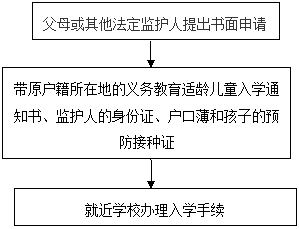 父母或其他法定监护人提出书面申请
带原户籍所在地的义务教育适龄儿童入学通
知书、监护人的身份证、户口薄和孩子的预
防接种证
就近学校办理入学手续